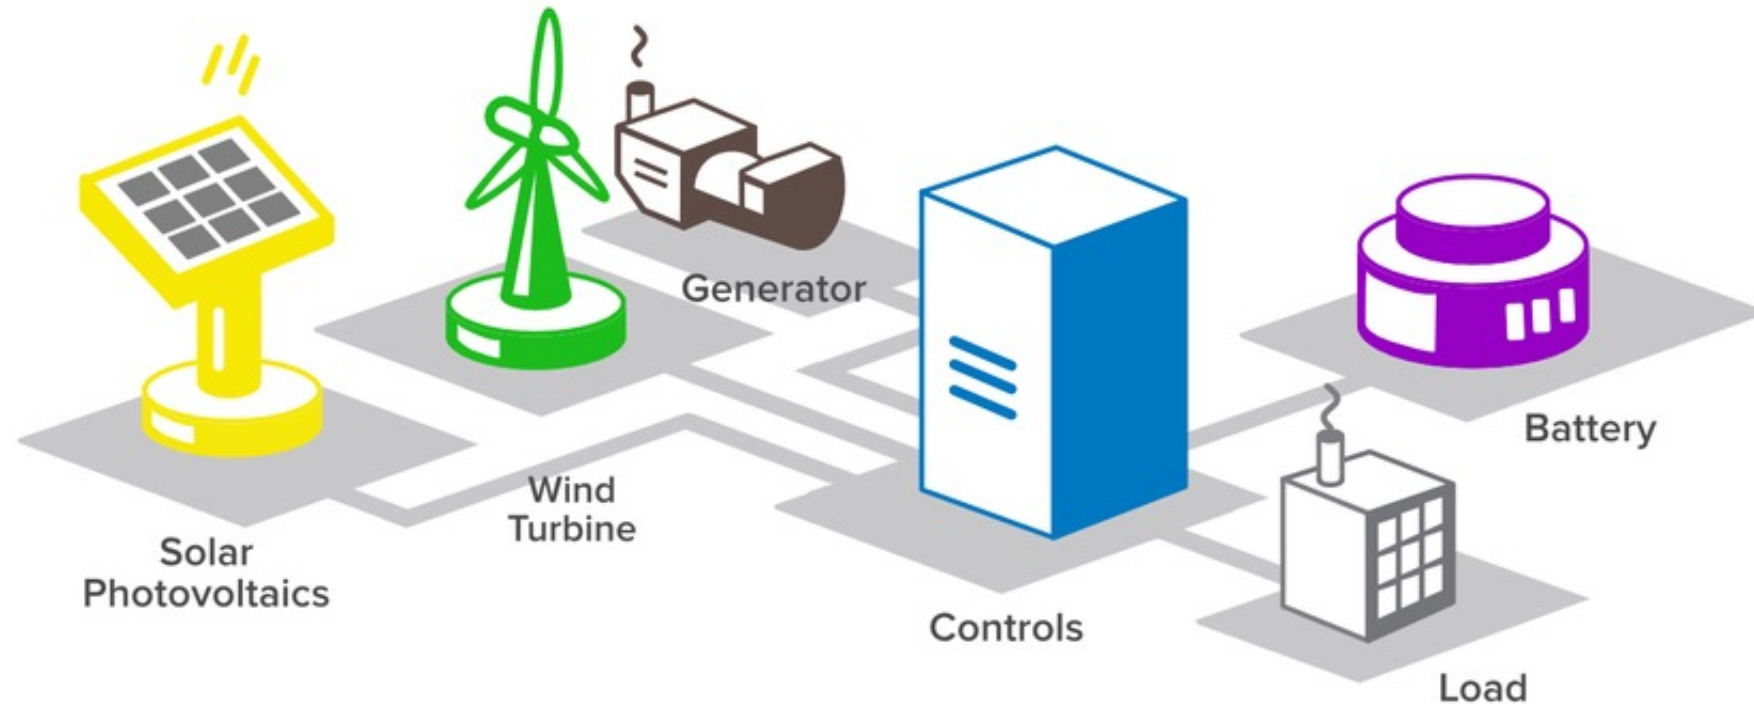 Generator
Battery
Wind
Turbine
Solar
Photovoltaics
Controls
Load